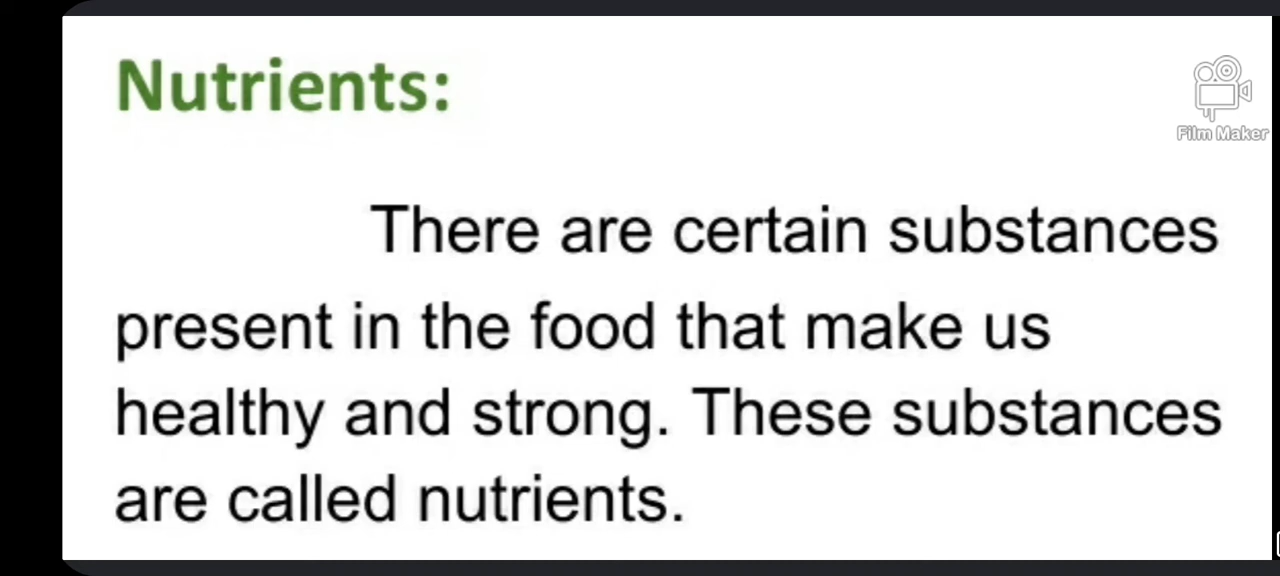 Nutrients:
Film Maker
There are certain substances
present in the food that make us
healthy and strong. These substances
are called nutrients.